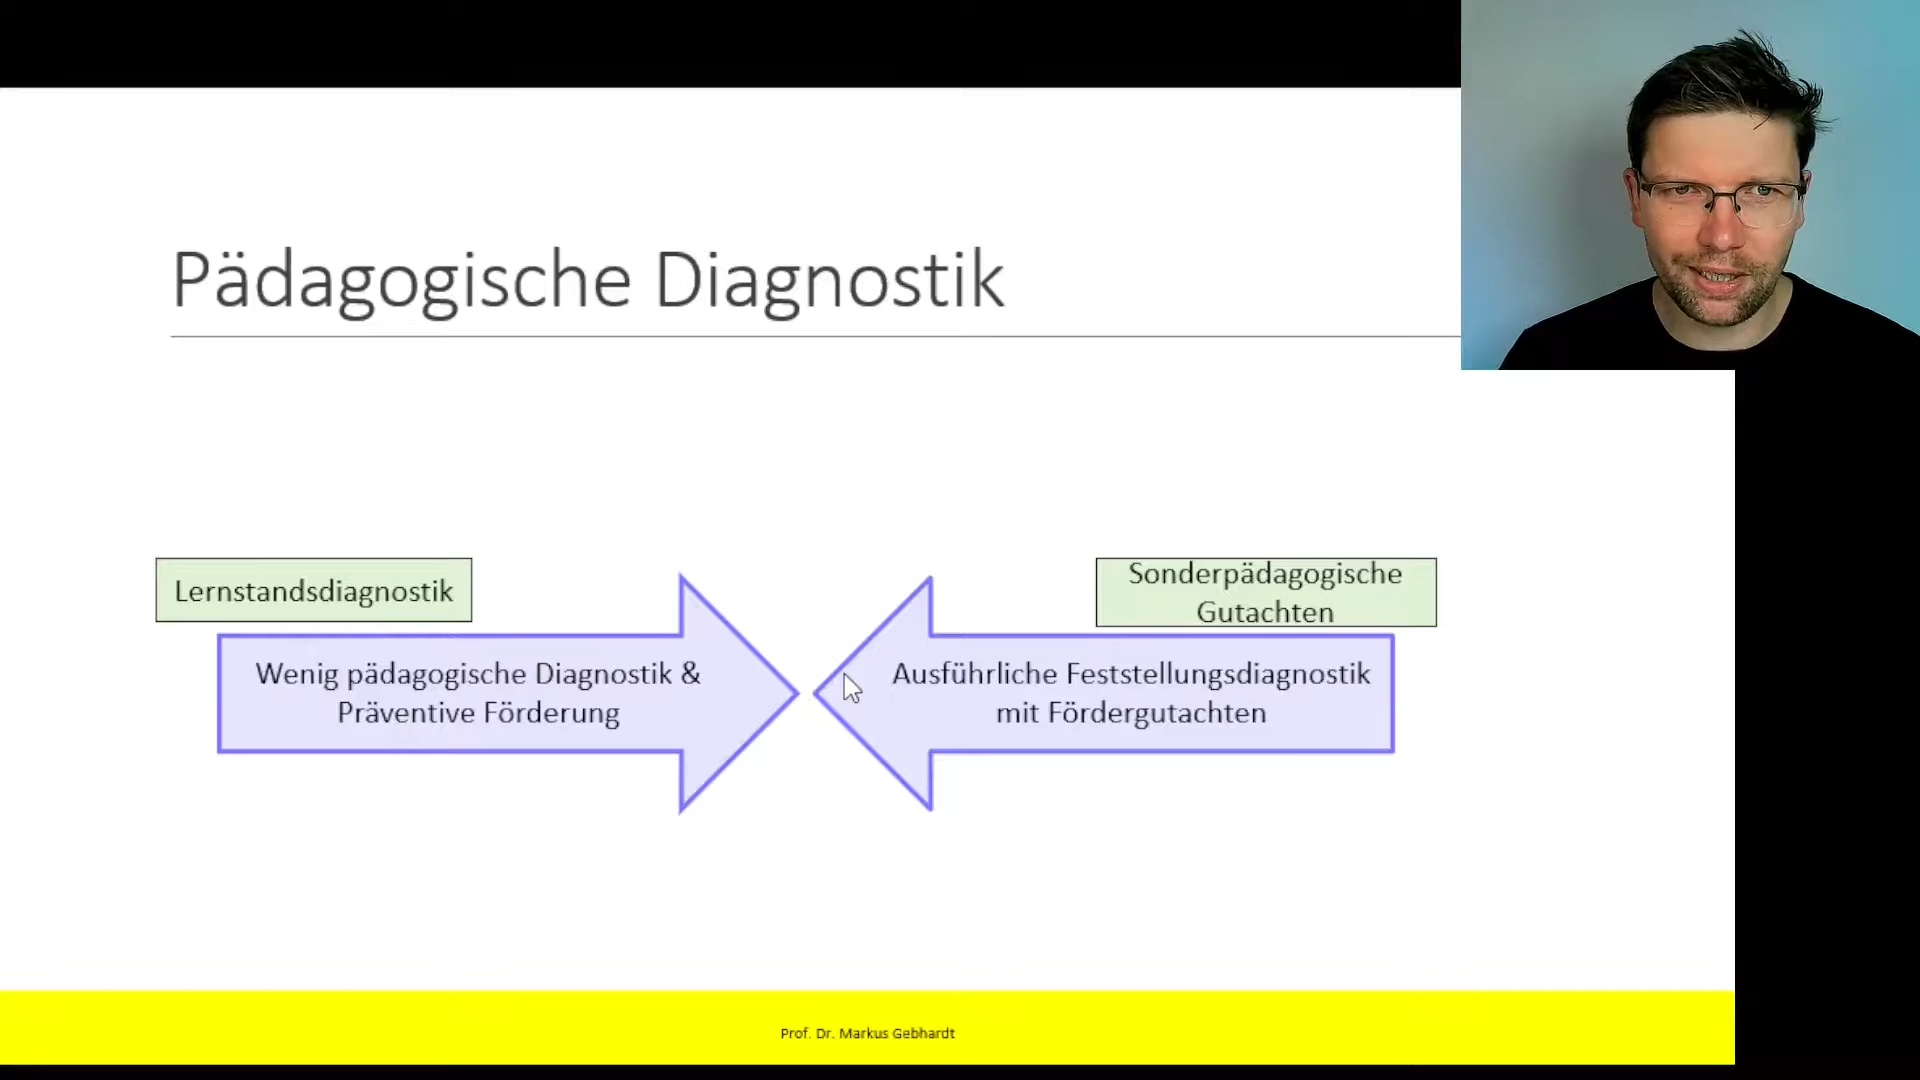 Pädagogische Diagnostik
Lernstandsdiagnostik
Sonderpädagogische
Gutachten
Wenig pädagogische Diagnostik &
Präventive Förderung
Ausführliche Feststellungsdiagnostik
mit Fördergutachten
Prof. Dr. Markus Gebhardt